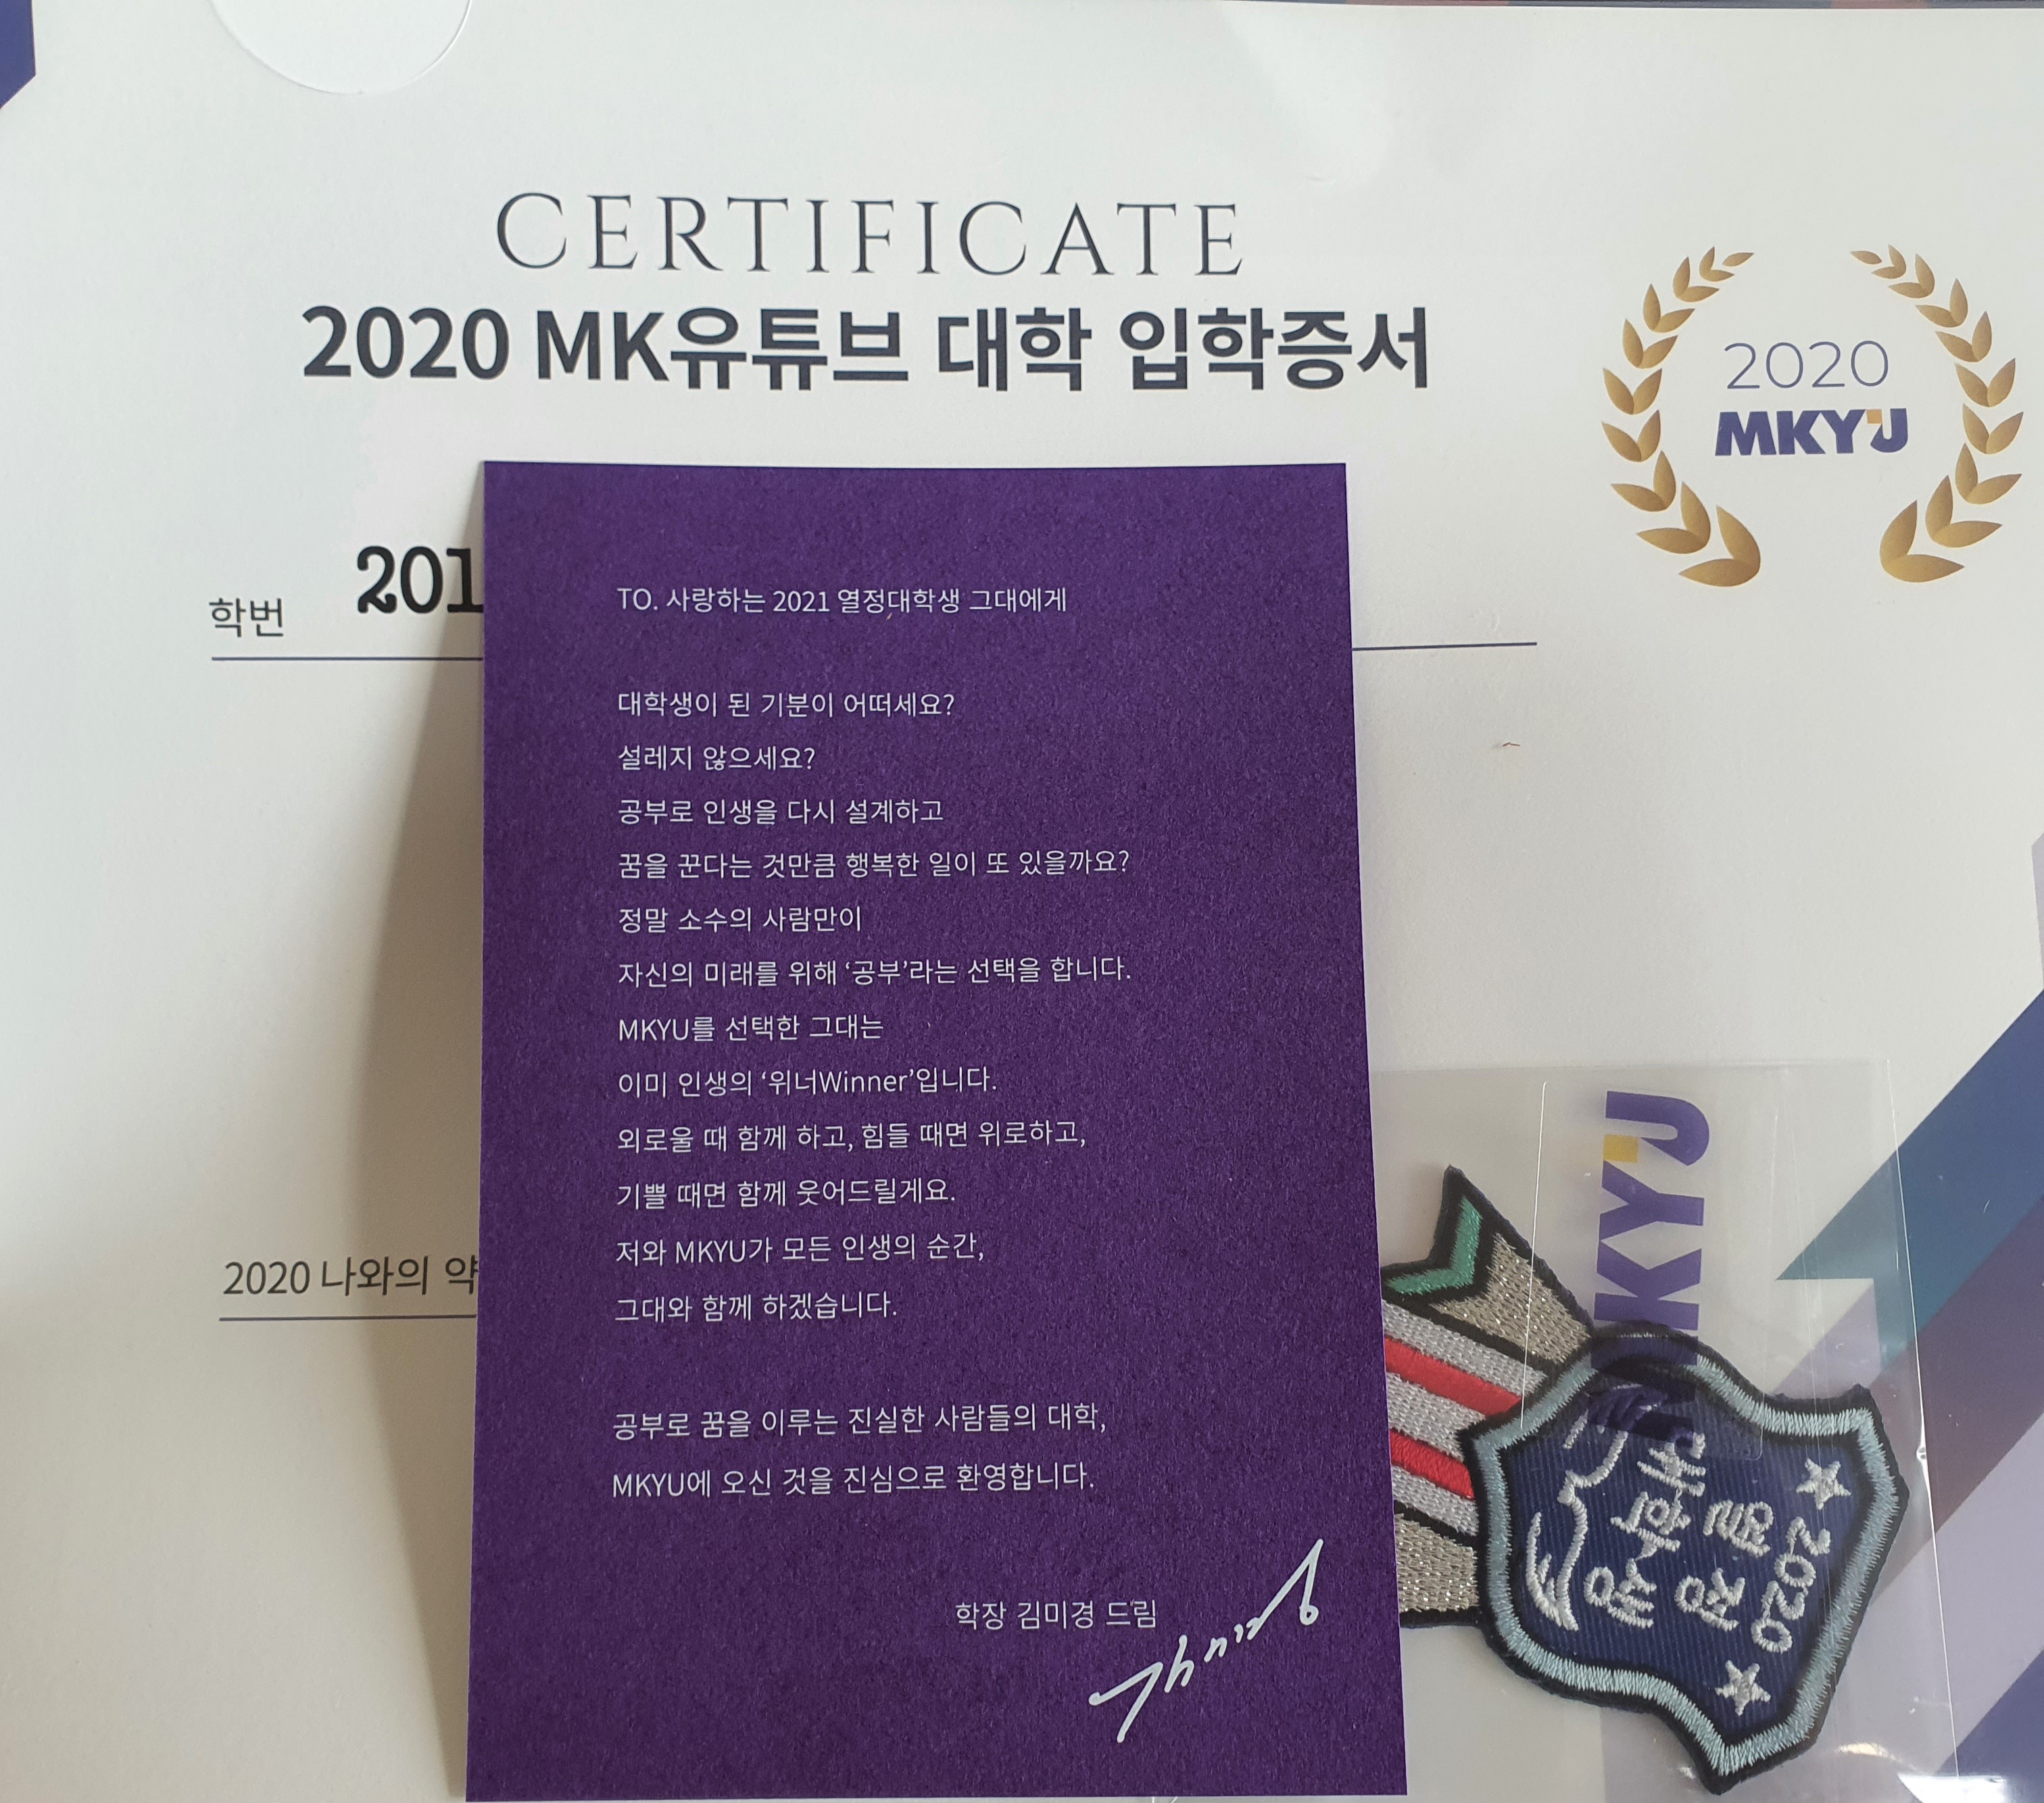 CERTIFICATE
2020 MK유튜브 대학 입학증서
2020
MKYU
학번 201
TO. 사랑하는 2021 열정대학생 그대에게
대학생이 된 기분이 어떠세요?
설레지 않으세요?
공부로 인생을 다시 설계하고
꿈을 꾼다는 것만큼 행복한 일이 또 있을까요?
정말 소수의 사람만이
자신의 미래를 위해 ‘공부’라는 선택을 합니다.
MKYU를 선택한 그대는
이미 인생의 ‘위너Winner’입니다.
외로울 때 함께 하고, 힘들 때면 위로하고,
기쁠 때면 함께 웃어드릴게요.
저와 MKYU가 모든 인생의 순간,
그대와 함께 하겠습니다.
공부로 꿈을 이루는 진실한 사람들의 대학,
MKYU에 오신 것을 진심으로 환영합니다.
학장 김미경 드림
2020 나와의 약
MKYU
2020
열정